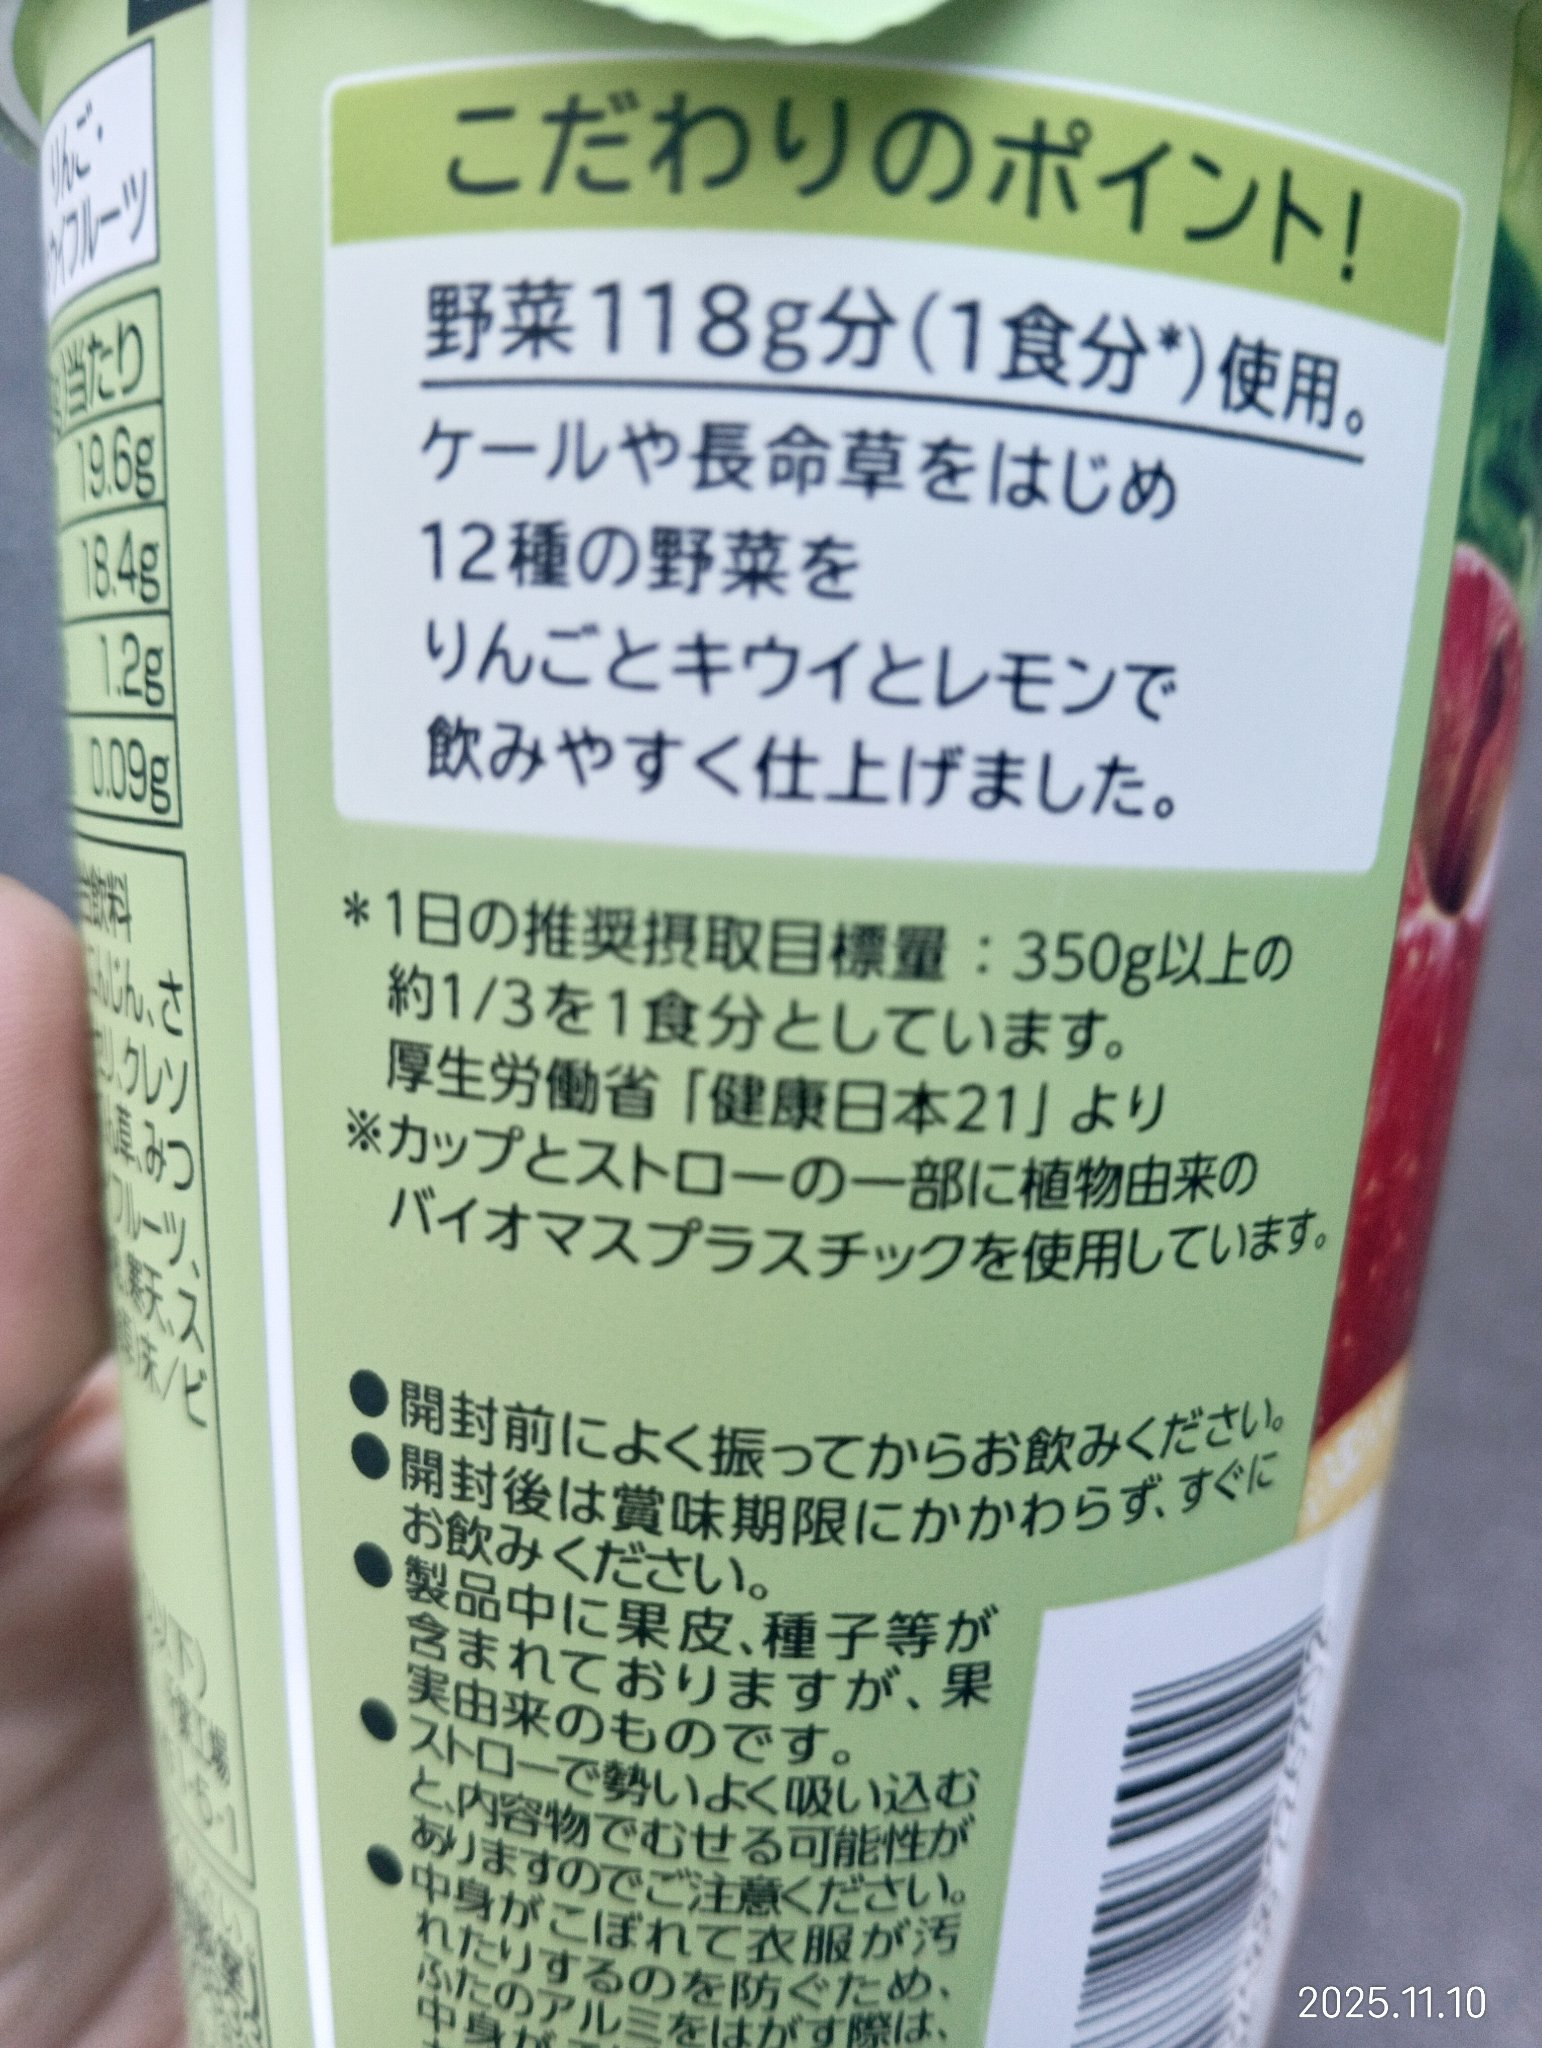 りんご・
当たり
19.6g
18.4g
1.2g
0.09g
飲料
さ
クレソ
みつ
フルーツ、
寒天、ス
/ビ
こだわりのポイント!
野菜118g分(1食分*)使用。
ケールや長命草をはじめ
12種の野菜を
りんごとキウイとレモンで
飲みやすく仕上げました。
*1日の推奨摂取目標量：350g以上の
約1/3を1食分としています。
厚生労働省「健康日本21」より
※カップとストローの一部に植物由来の
バイオマスプラスチックを使用しています。
●開封前によく振ってからお飲みください。
●開封後は賞味期限にかかわらず、すぐに
お飲みください。
●製品中に果皮、種子等が
含まれておりますが、果
実由来のものです。
●ストローで勢いよく吸い込む
と、内容物でむせる可能性が
ありますのでご注意ください。
●中身がこぼれて衣服が汚
れたりするのを防ぐため、
ふたのアルミをはがす際は、
中身が
2025.11.10